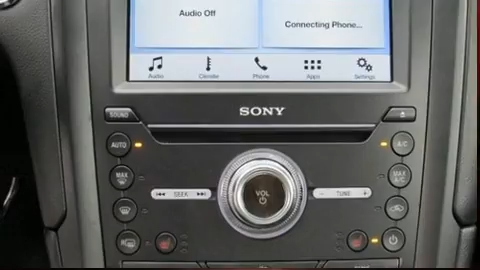 Audio Off
Connecting Phone...
Audio
Climate
Phone
Apps
Settings
SOUND
SONY
AUTO
A/C
MAX
MAX
A/C
SEEK
VOL
TUNE
R